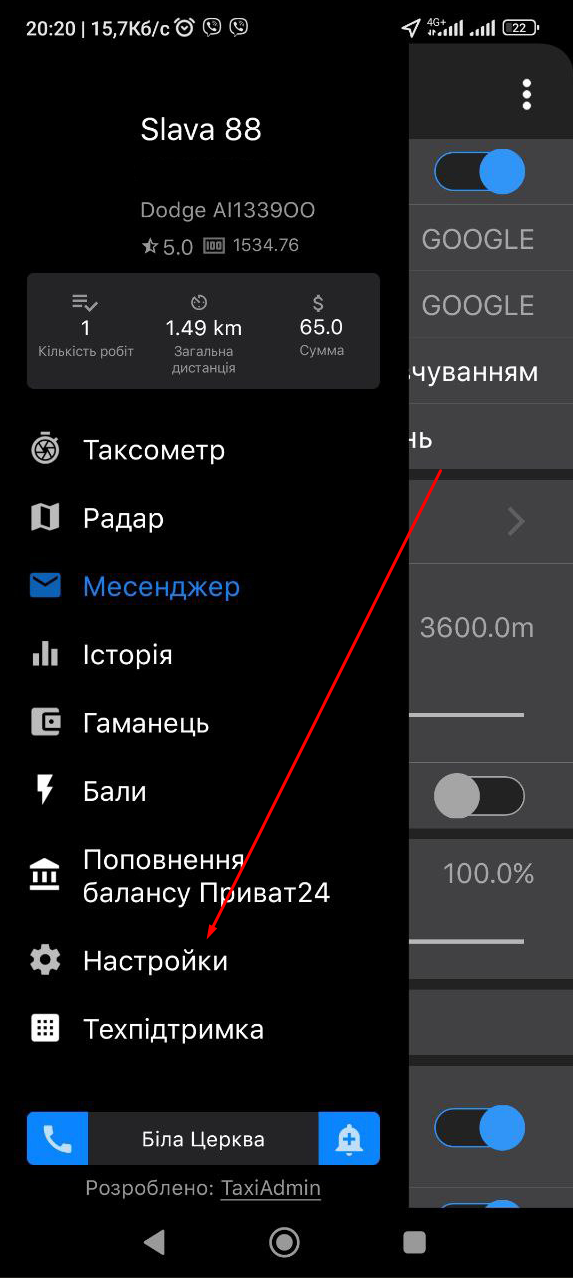 20:20 | 15,7Кб/с
4G+
22
Slava 88
Dodge AI1339OO
5.0 100 1534.76
GOOGLE
GOOGLE
1
1.49 km
65.0
Кількість робіт
Загальна
дистанція
Сумма
чуванням
нь
Таксометр
Радар
Месенджер
3600.0m
Історія
Гаманець
Бали
Поповнення
балансу Приват24
100.0%
Настройки
Техпідтримка
Біла Церква
Розроблено: TaxiAdmin